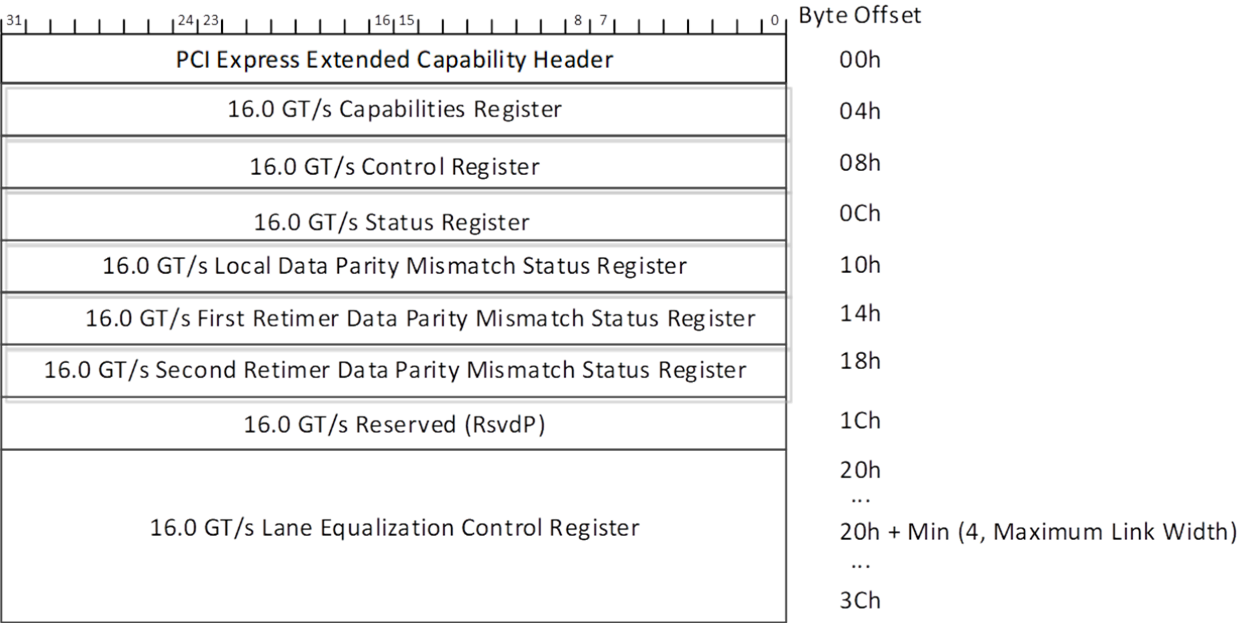 31 24 23 16 15 8 7 0 Byte Offset
PCI Express Extended Capability Header 00h
16.0 GT/s Capabilities Register 04h
16.0 GT/s Control Register 08h
16.0 GT/s Status Register 0Ch
16.0 GT/s Local Data Parity Mismatch Status Register 10h
16.0 GT/s First Retimer Data Parity Mismatch Status Register 14h
16.0 GT/s Second Retimer Data Parity Mismatch Status Register 18h
16.0 GT/s Reserved (RsvdP) 1Ch
20h
...
16.0 GT/s Lane Equalization Control Register 20h + Min (4, Maximum Link Width)
...
3Ch